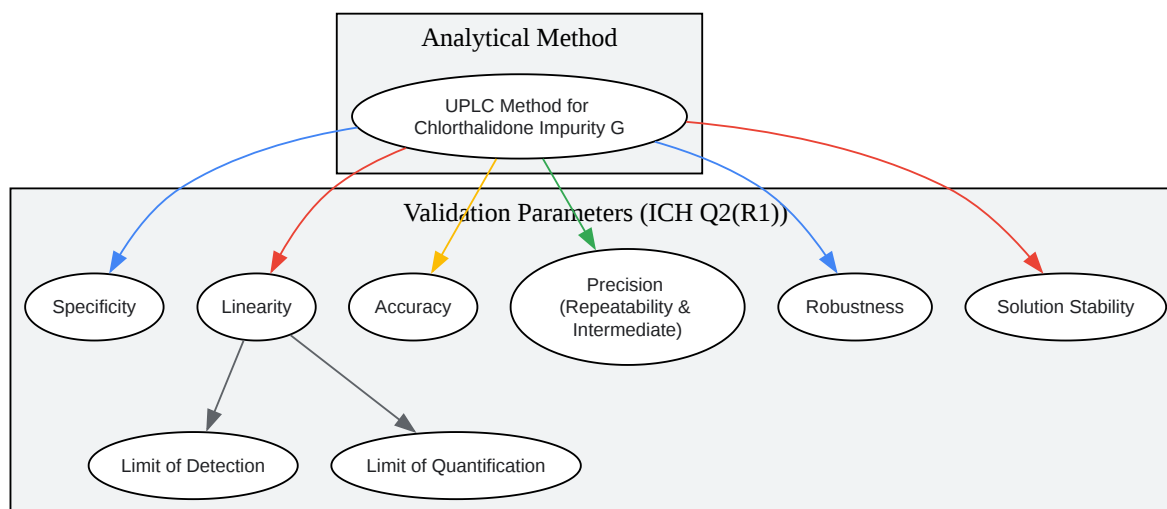 Analytical Method
UPLC Method for
Chlorthalidone Impurity G
Validation Parameters (ICH Q2(R1))
Specificity
Linearity
Accuracy
Precision
(Repeatability &
Intermediate)
Robustness
Solution Stability
Limit of Detection
Limit of Quantification